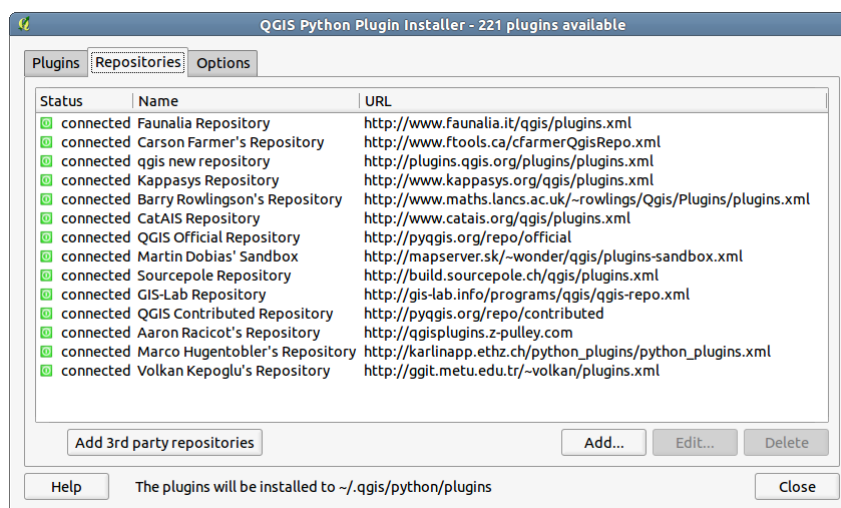 QGIS Python Plugin Installer - 221 plugins available
Plugins Repositories Options
Status Name URL
connected Faunalia Repository http://www.faunalia.it/qgis/plugins.xml
connected Carson Farmer's Repository http://www.ftools.ca/cfarmerQgisRepo.xml
connected qgis new repository http://plugins.qgis.org/plugins/plugins.xml
connected Kappasys Repository http://www.kappasys.org/qgis/plugins.xml
connected Barry Rowlingson's Repository http://www.maths.lancs.ac.uk/~rowlings/Qgis/Plugins/plugins.xml
connected CatAIS Repository http://www.catais.org/qgis/plugins.xml
connected QGIS Official Repository http://pyqgis.org/repo/official
connected Martin Dobias' Sandbox http://mapserver.sk/~wonder/qgis/plugins-sandbox.xml
connected Sourcepole Repository http://build.sourcepole.ch/qgis/plugins.xml
connected GIS-Lab Repository http://gis-lab.info/programs/qgis/qgis-repo.xml
connected QGIS Contributed Repository http://pyqgis.org/repo/contributed
connected Aaron Racicot's Repository http://qgisplugins.z-pulley.com
connected Marco Hugentobler's Repository http://karlinapp.ethz.ch/python_plugins/python_plugins.xml
connected Volkan Kepoglu's Repository http://ggit.metu.edu.tr/~volkan/plugins.xml
Add 3rd party repositories Add... Edit... Delete
Help The plugins will be installed to ~/.qgis/python/plugins Close